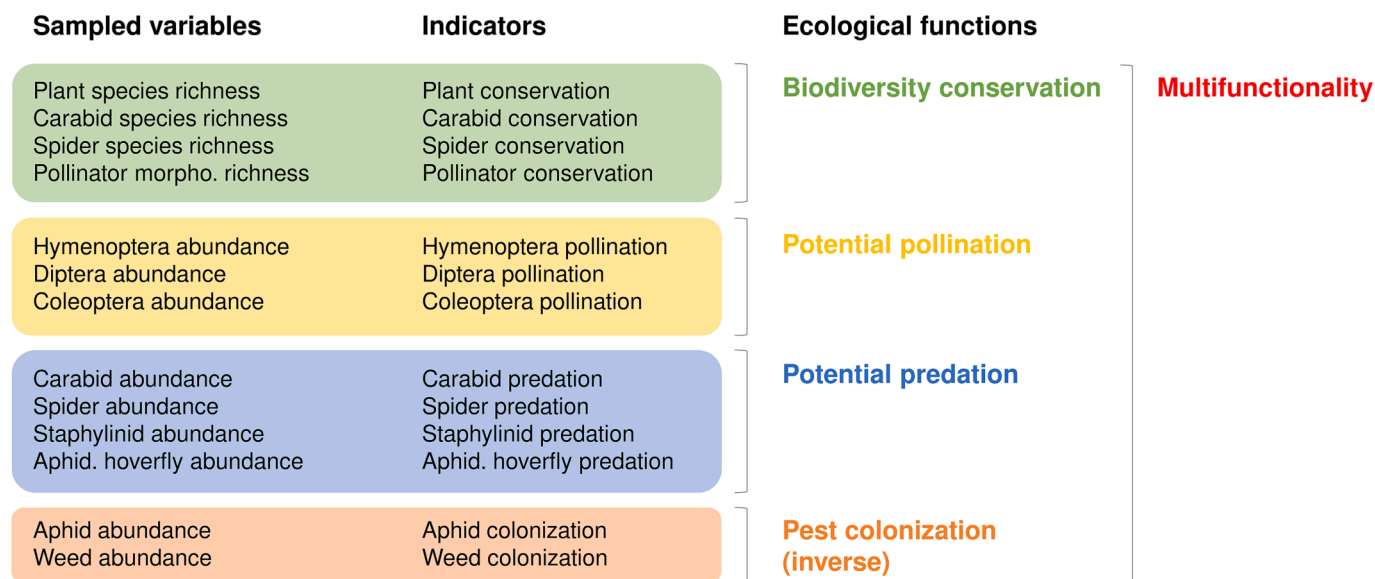 Sampled variables Indicators Ecological functions
Plant species richness Plant conservation Biodiversity conservation Multifunctionality
Carabid species richness Carabid conservation
Spider species richness Spider conservation
Pollinator morpho. richness Pollinator conservation
Hymenoptera abundance Hymenoptera pollination Potential pollination
Diptera abundance Diptera pollination
Coleoptera abundance Coleoptera pollination
Carabid abundance Carabid predation Potential predation
Spider abundance Spider predation
Staphylinid abundance Staphylinid predation
Aphid. hoverfly abundance Aphid. hoverfly predation
Aphid abundance Aphid colonization Pest colonization
Weed abundance Weed colonization (inverse)